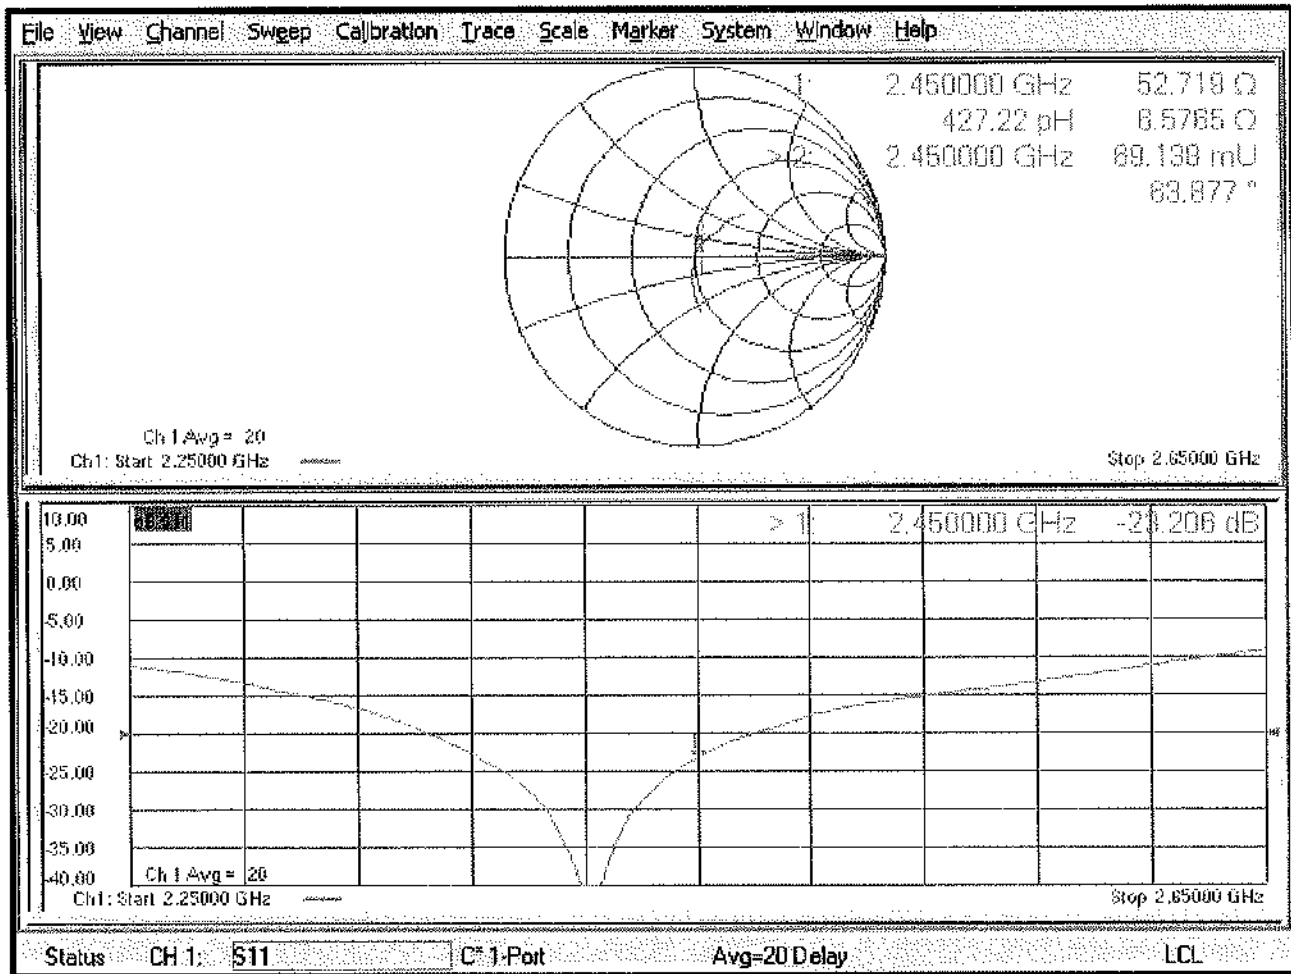 File View Channel Sweep Calibration Trace Scale Marker System Window Help
1: 2.450000 GHz 52.719 Ω
427.22 pH 6.5765 Ω
> 2: 2.450000 GHz 69.138 mU
63.877 °
Ch 1 Avg = 20
Ch1: Start 2.25000 GHz
Stop 2.65000 GHz
10.00
> 1: 2.450000 GHz -23.206 dB
5.00
0.00
-5.00
-10.00
-15.00
-20.00
-25.00
-30.00
-35.00
-40.00
Ch 1 Avg = 20
Ch1: Start 2.25000 GHz
Stop 2.65000 GHz
Status CH 1: S11 C* 1-Port Avg=20 Delay LCL